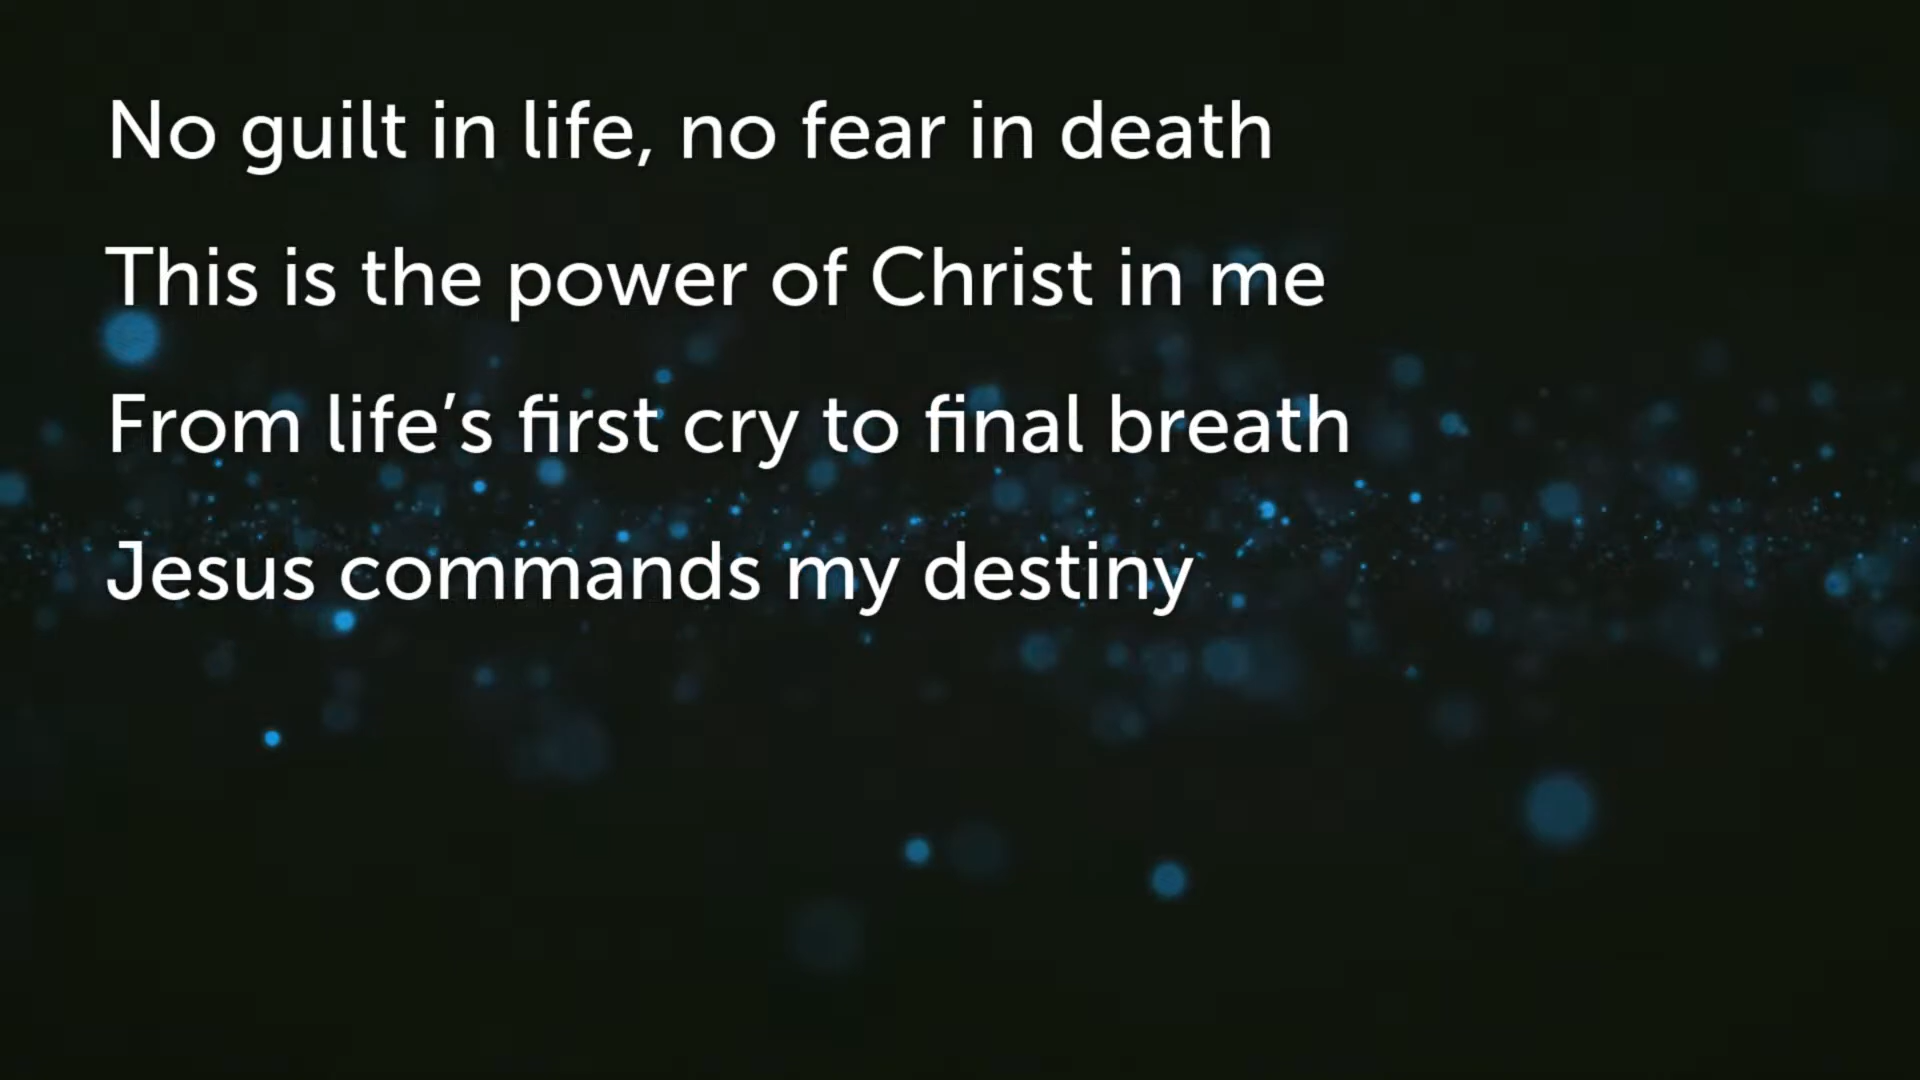 No guilt in life, no fear in death
This is the power of Christ in me
From life’s first cry to final breath
Jesus commands my destiny